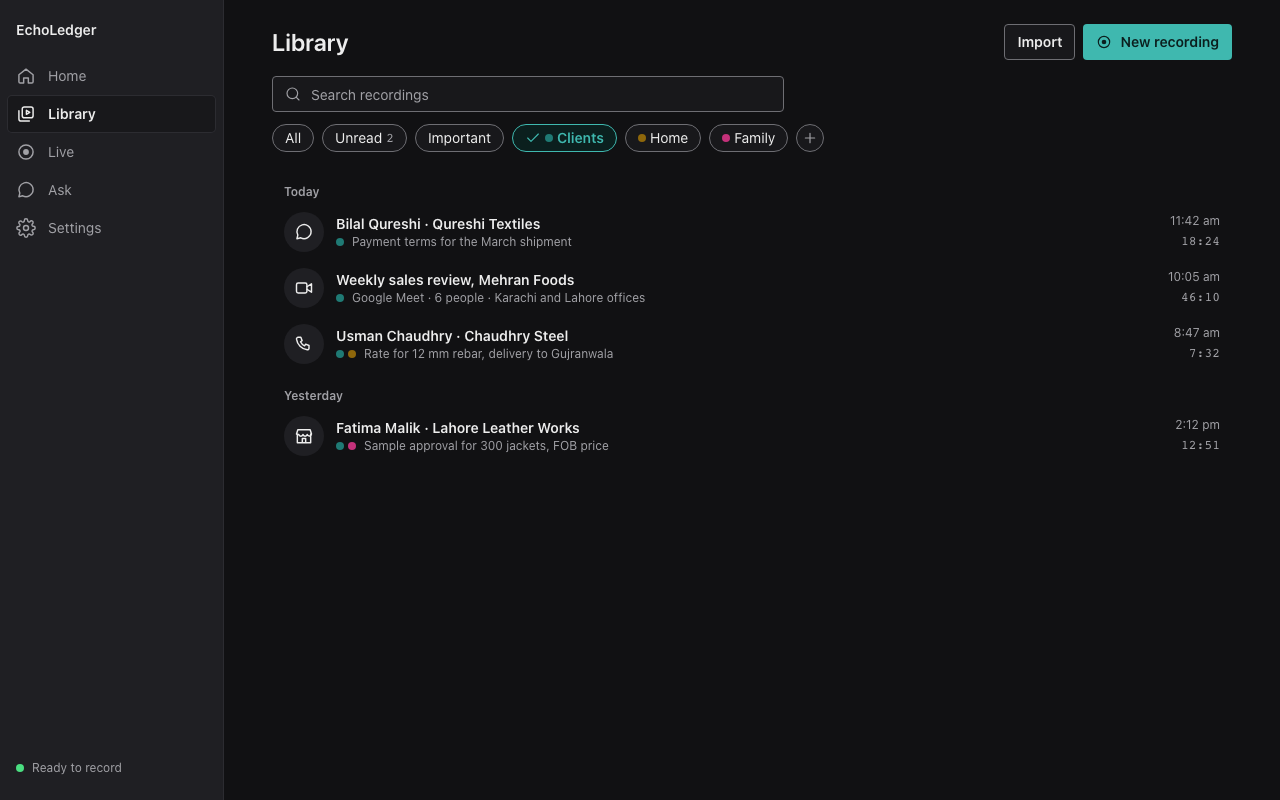 EchoLedger
Home
Library
Live
Ask
Settings
Ready to record
Library
Import
New recording
Search recordings
All
Unread 2
Important
Clients
Home
Family
Today
Bilal Qureshi · Qureshi Textiles
11:42 am
Payment terms for the March shipment
18:24
Weekly sales review, Mehran Foods
10:05 am
Google Meet · 6 people · Karachi and Lahore offices
46:10
Usman Chaudhry · Chaudhry Steel
8:47 am
Rate for 12 mm rebar, delivery to Gujranwala
7:32
Yesterday
Fatima Malik · Lahore Leather Works
2:12 pm
Sample approval for 300 jackets, FOB price
12:51